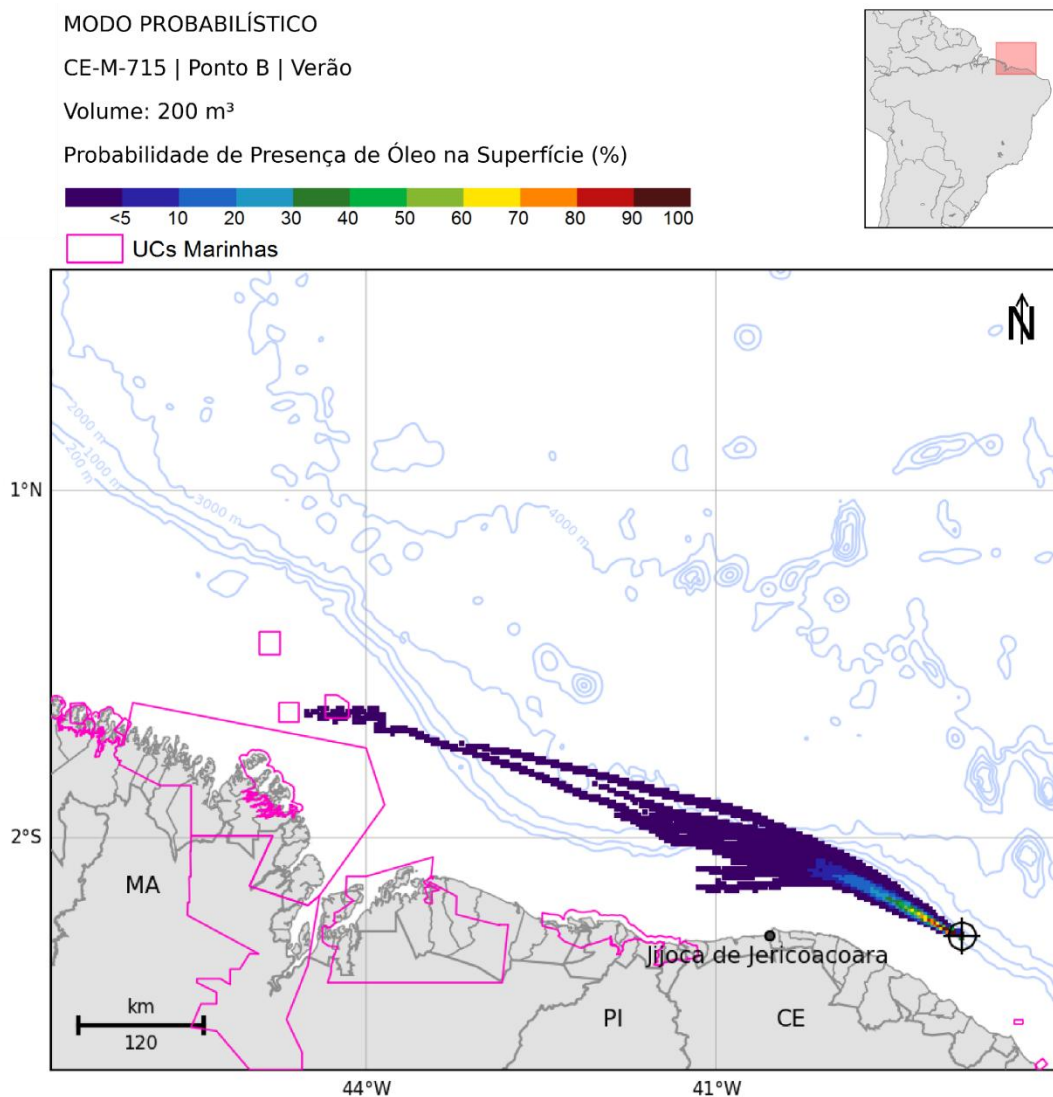 MODO PROBABILÍSTICO
CE-M-715 | Ponto B | Verão
Volume: 200 m³
Probabilidade de Presença de Óleo na Superfície (%)
<5 10 20 30 40 50 60 70 80 90 100
UCs Marinhas
N
2000 m
1000 m
200 m
3000 m
4000 m
1°N
2°S
MA
Jijoca de Jericoacoara
km
120
PI
CE
44°W
41°W